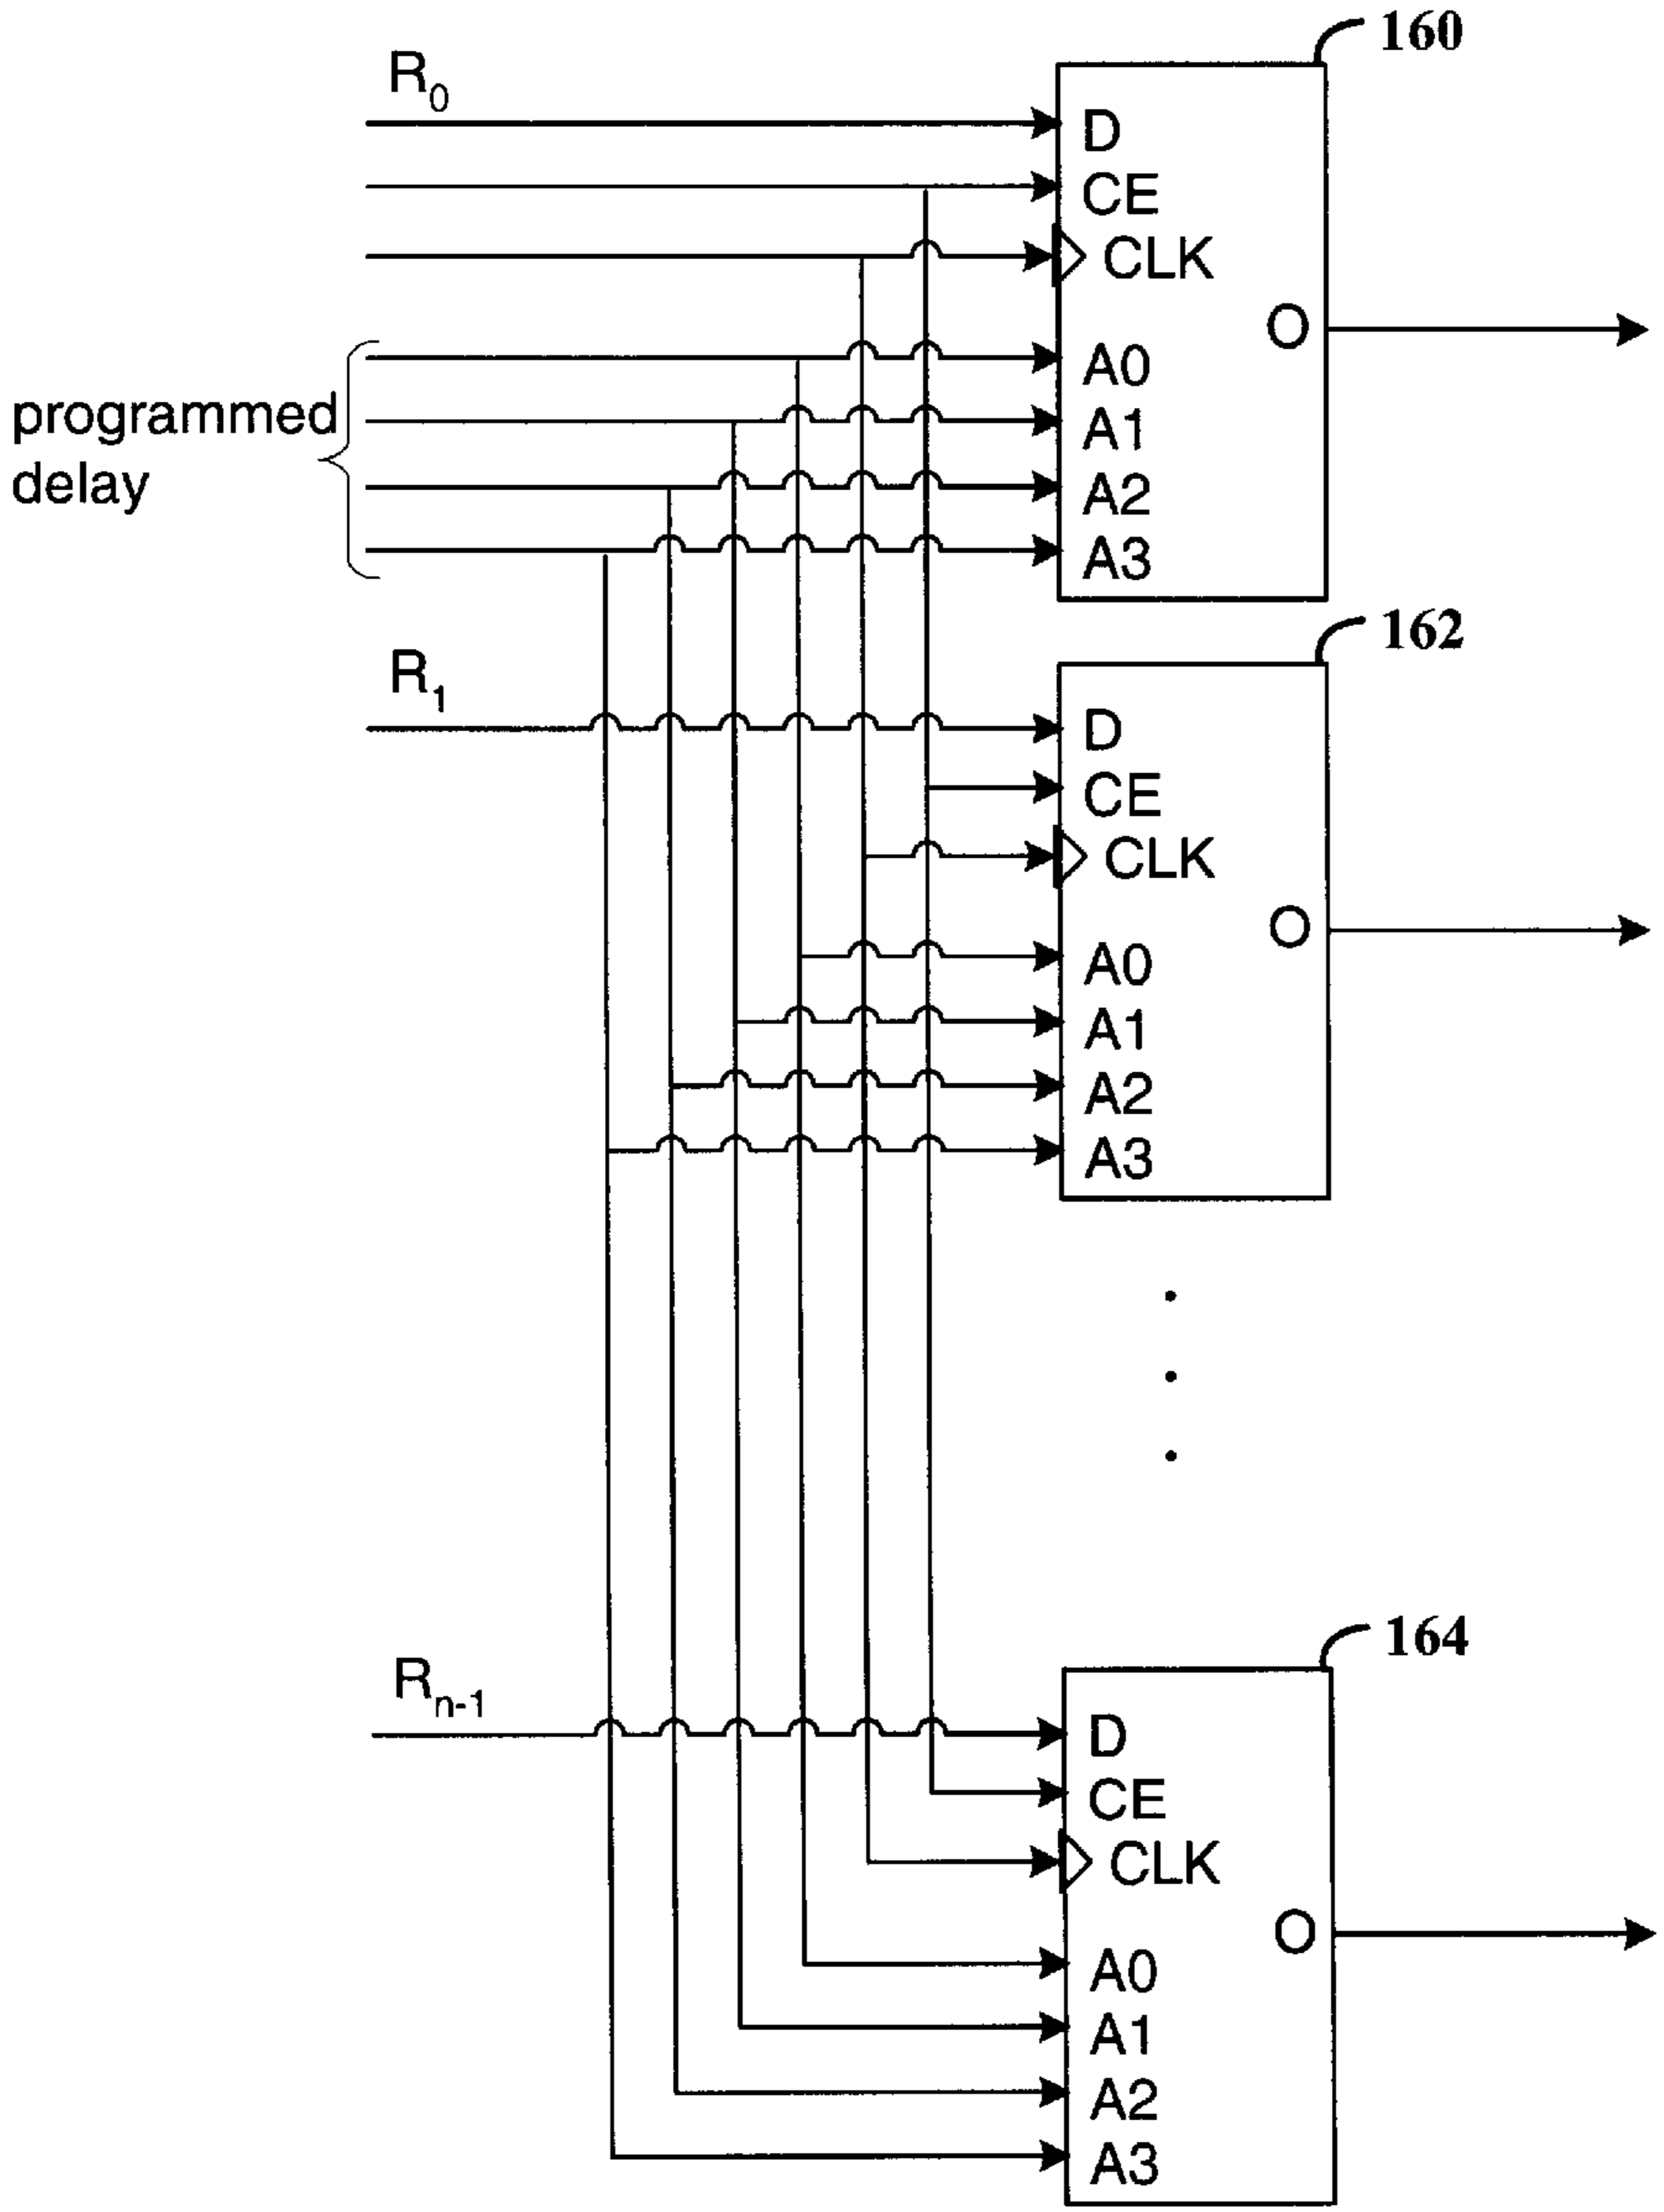 160
R0
D
CE
CLK
O
A0
A1
A2
A3
programmed
delay
162
R1
D
CE
CLK
O
A0
A1
A2
A3
164
Rn-1
D
CE
CLK
O
A0
A1
A2
A3